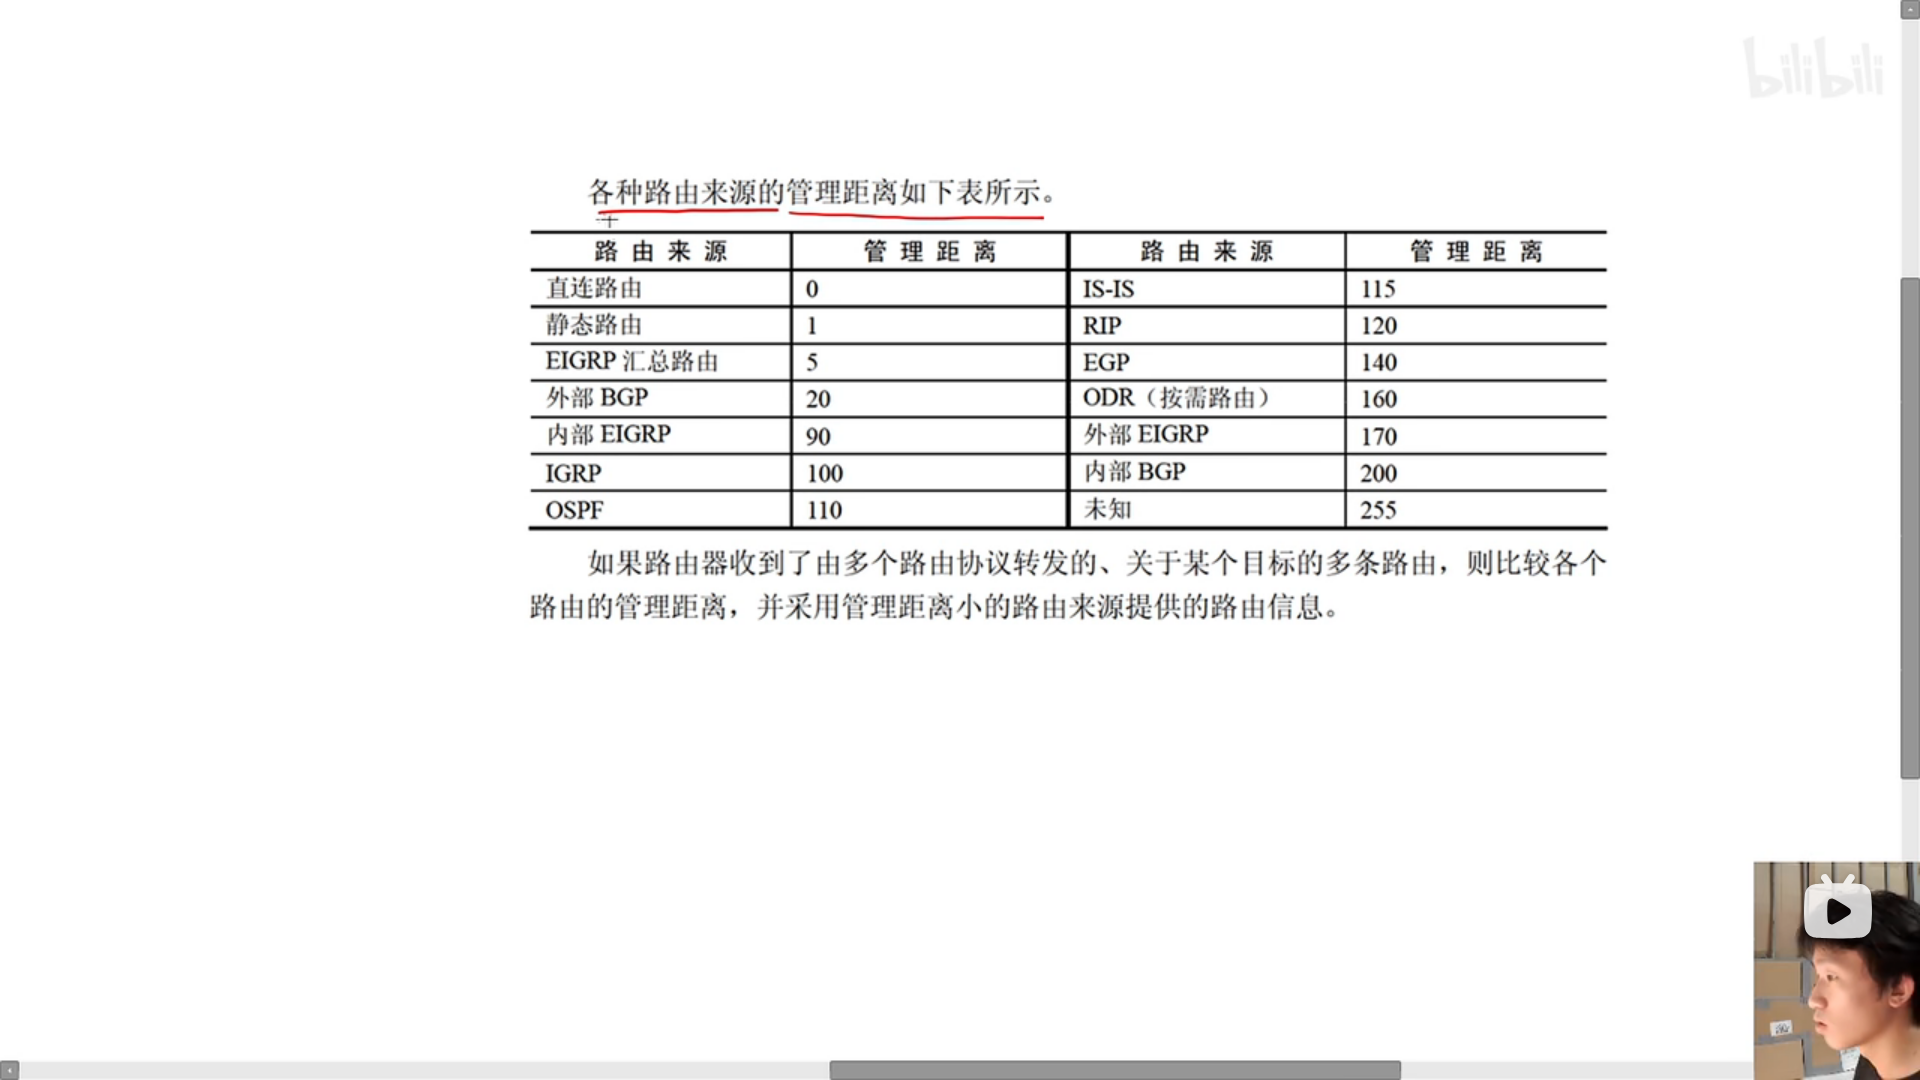 bilibili
各种路由来源的管理距离如下表所示。
路由来源 管理距离 路由来源 管理距离
直连路由 0 IS-IS 115
静态路由 1 RIP 120
EIGRP 汇总路由 5 EGP 140
外部 BGP 20 ODR（按需路由） 160
内部 EIGRP 90 外部 EIGRP 170
IGRP 100 内部 BGP 200
OSPF 110 未知 255
如果路由器收到了由多个路由协议转发的、关于某个目标的多条路由，则比较各个
路由的管理距离，并采用管理距离小的路由来源提供的路由信息。